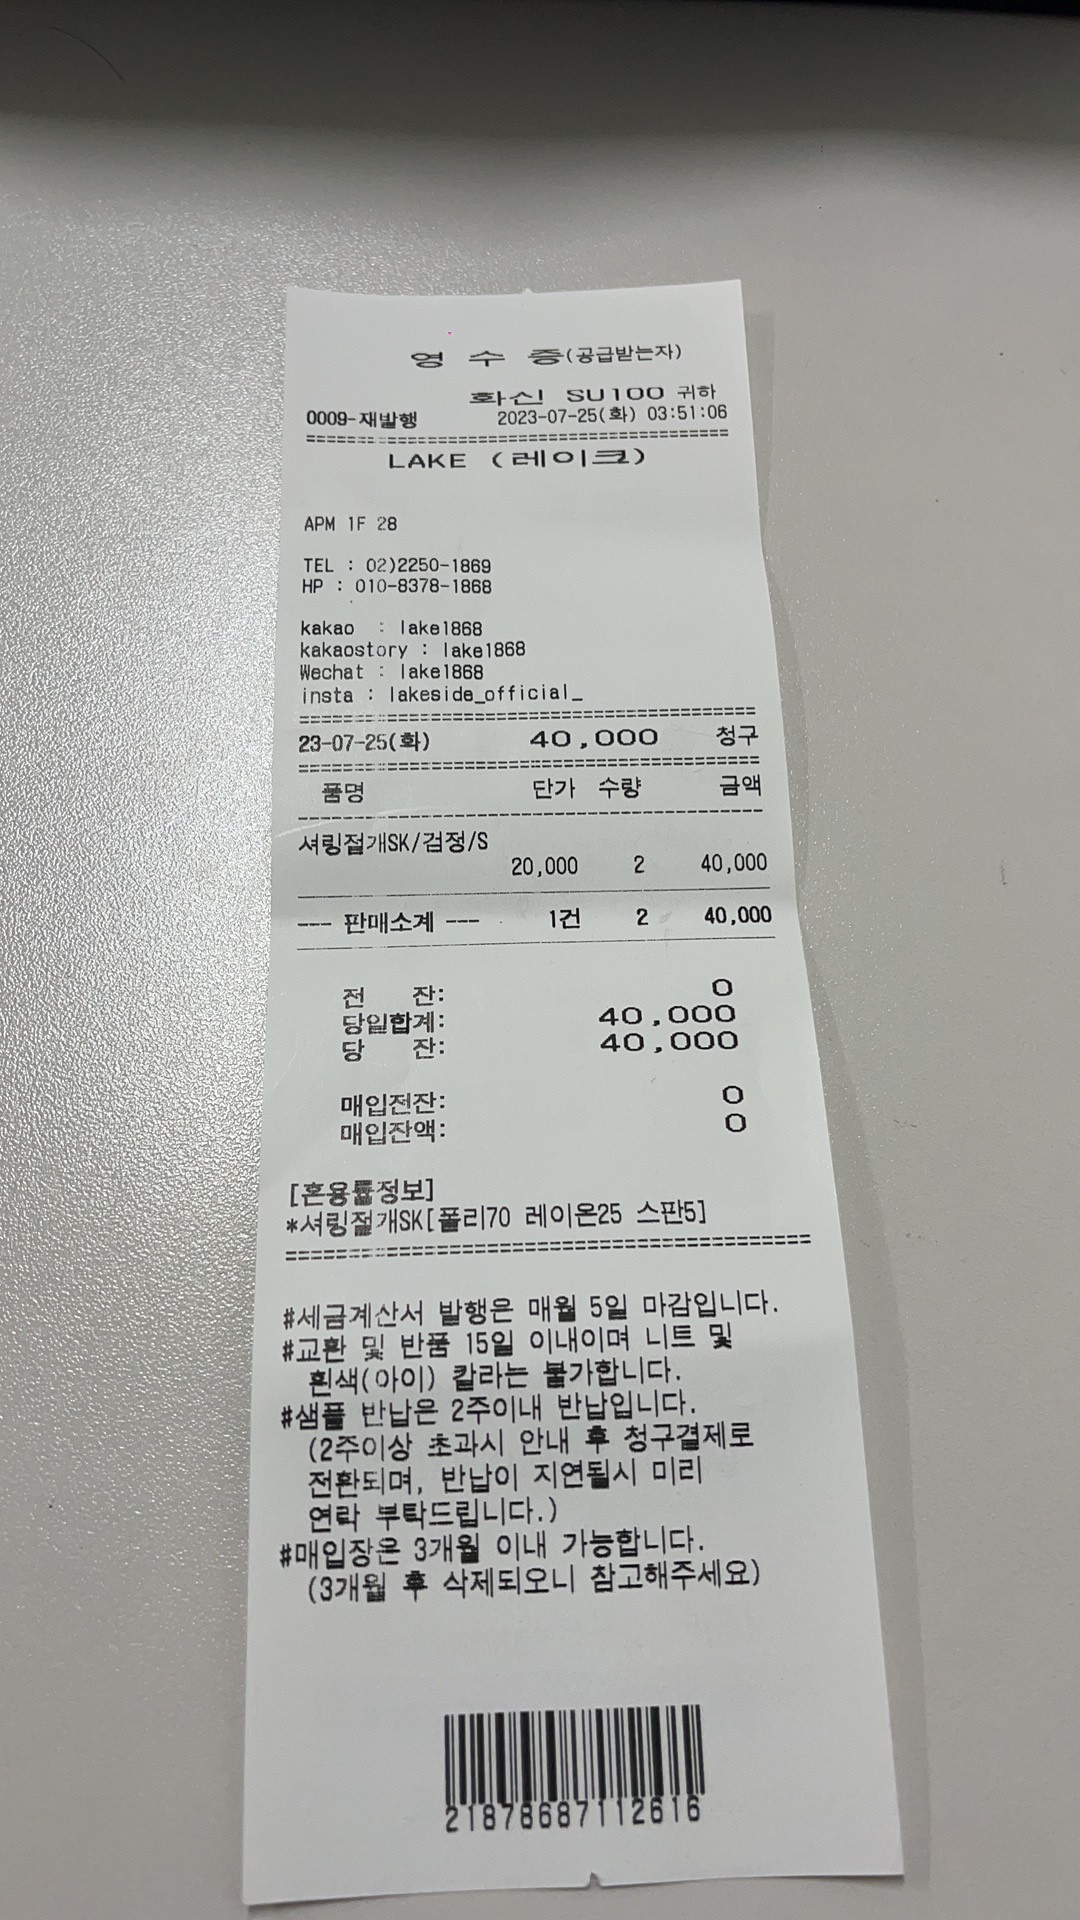 영 수 증(공급받는자)
화신 SU100 귀하
0009-재발행 2023-07-25(화) 03:51:06
==========================================
LAKE (레이크)
APM 1F 28
TEL : 02)2250-1869
HP : 010-8378-1868
kakao : lake1868
kakaostory : lake1868
Wechat : lake1868
insta : lakeside_official_
==========================================
23-07-25(화) 40,000 청구
==========================================
품명 단가 수량 금액
------------------------------------------
셔링절개SK/검정/S
20,000 2 40,000
--- 판매소계 --- 1건 2 40,000
전 잔: 0
당일합계: 40,000
당 잔: 40,000
매입전잔: 0
매입잔액: 0
[혼용률정보]
*셔링절개SK[폴리70 레이온25 스판5]
==========================================
#세금계산서 발행은 매월 5일 마감입니다.
#교환 및 반품 15일 이내이며 니트 및
흰색(아이) 칼라는 불가합니다.
#샘플 반납은 2주이내 반납입니다.
(2주이상 초과시 안내 후 청구결제로
전환되며, 반납이 지연될시 미리
연락 부탁드립니다.)
#매입장은 3개월 이내 가능합니다.
(3개월 후 삭제되오니 참고해주세요)
21878687112616